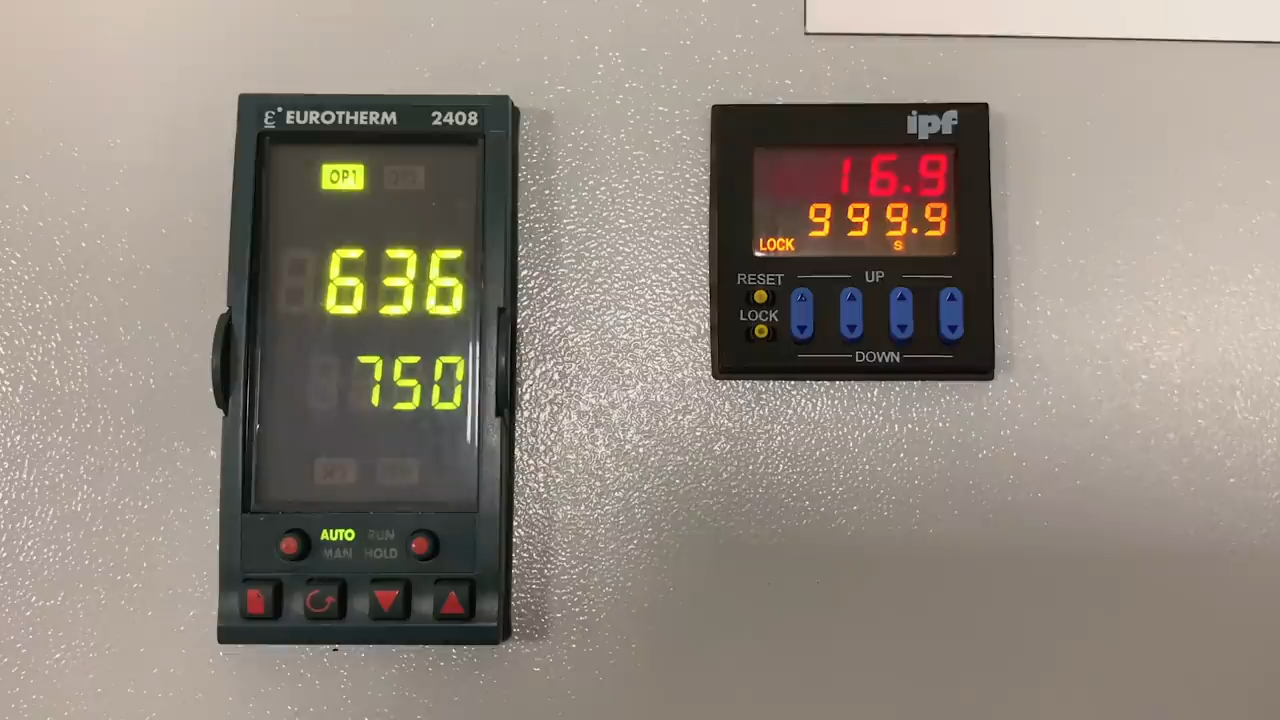 EUROTHERM 2408
OP1
636
750
AUTO RUN
MAN HOLD
ipf
16.9
999.9
LOCK s
RESET UP
LOCK
DOWN